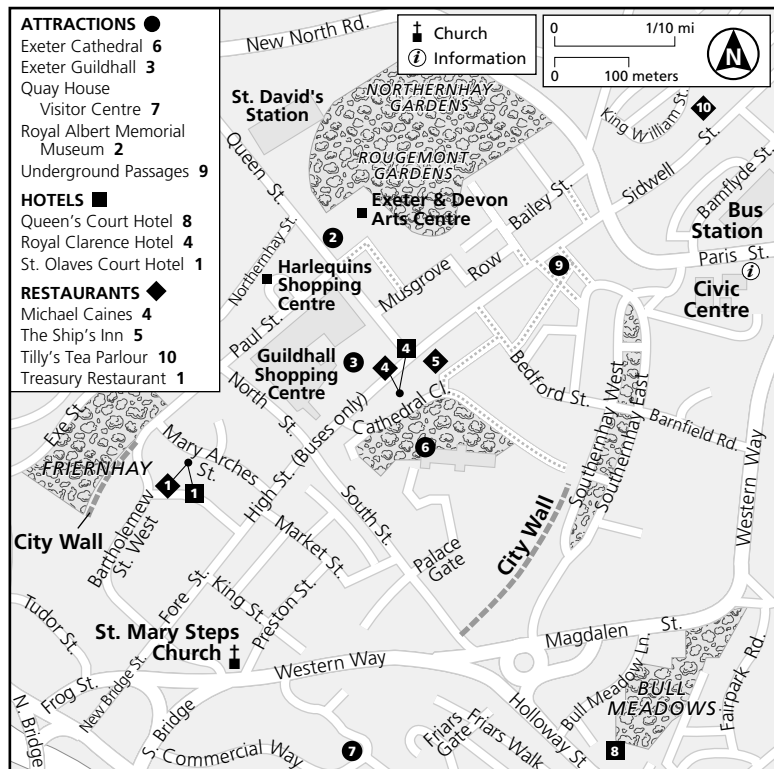 ATTRACTIONS
Exeter Cathedral 6
Exeter Guildhall 3
Quay House
Visitor Centre 7
Royal Albert Memorial
Museum 2
Underground Passages 9
HOTELS
Queen's Court Hotel 8
Royal Clarence Hotel 4
St. Olaves Court Hotel 1
RESTAURANTS
Michael Caines 4
The Ship's Inn 5
Tilly's Tea Parlour 10
Treasury Restaurant 1
Church
i Information
0 1/10 mi
0 100 meters
N
New North Rd.
NORTHERNHAY
GARDENS
St. David's
Station
ROUGEMONT
GARDENS
Queen St.
King William St.
10
Sidwell St.
Bailey St.
Bamflyde St.
Exeter & Devon
Arts Centre
Bus
Station
Paris St.
i
Civic
Centre
Northernhay St.
2
Musgrove Row
9
Harlequins
Shopping
Centre
Paul St.
Guildhall
Shopping
Centre
3
4
4
5
Bedford St.
Southernhay West
Southernhay East
Barnfield Rd.
Cathedral Cl
6
North St.
High St. (Buses only)
Exe St.
FRIERNHAY
Mary Arches St.
1
1
City Wall
Bartholemew
St. West
Market St.
South St.
Palace
Gate
City Wall
Western Way
Fore St.
King St.
Preston St.
Tudor St.
St. Mary Steps
Church
Magdalen St.
Western Way
Frog St.
New Bridge St.
S. Bridge
N. Bridge
Commercial Way
7
Friars
Gate
Friars Walk
Holloway St.
Bull Meadow Ln.
BULL
MEADOWS
Fairpark Rd.
8